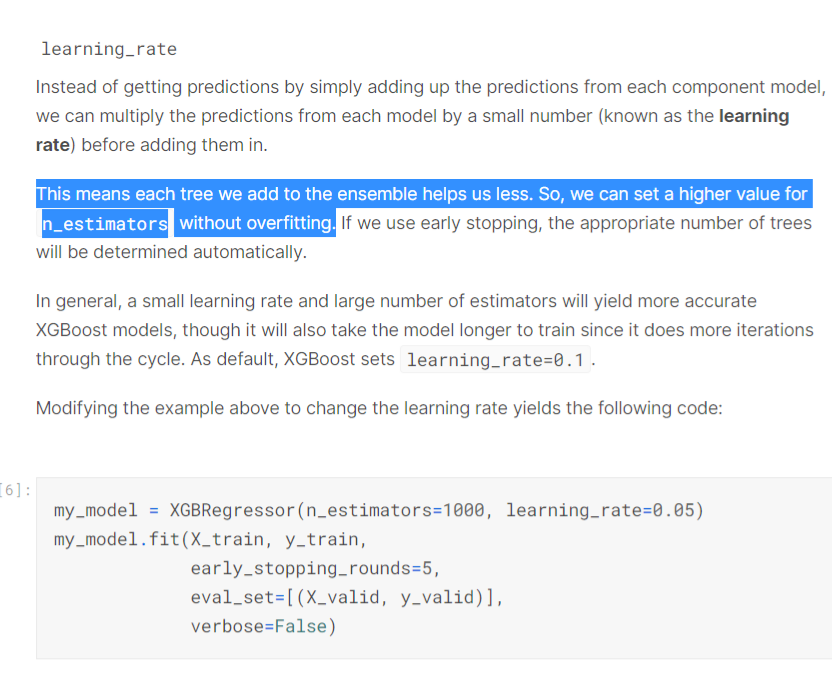 learning_rate
Instead of getting predictions by simply adding up the predictions from each component model,
we can multiply the predictions from each model by a small number (known as the learning
rate) before adding them in.
This means each tree we add to the ensemble helps us less. So, we can set a higher value for
n_estimators without overfitting. If we use early stopping, the appropriate number of trees
will be determined automatically.
In general, a small learning rate and large number of estimators will yield more accurate
XGBoost models, though it will also take the model longer to train since it does more iterations
through the cycle. As default, XGBoost sets learning_rate=0.1 .
Modifying the example above to change the learning rate yields the following code:
[6]:
my_model = XGBRegressor(n_estimators=1000, learning_rate=0.05)
my_model.fit(X_train, y_train,
early_stopping_rounds=5,
eval_set=[(X_valid, y_valid)],
verbose=False)